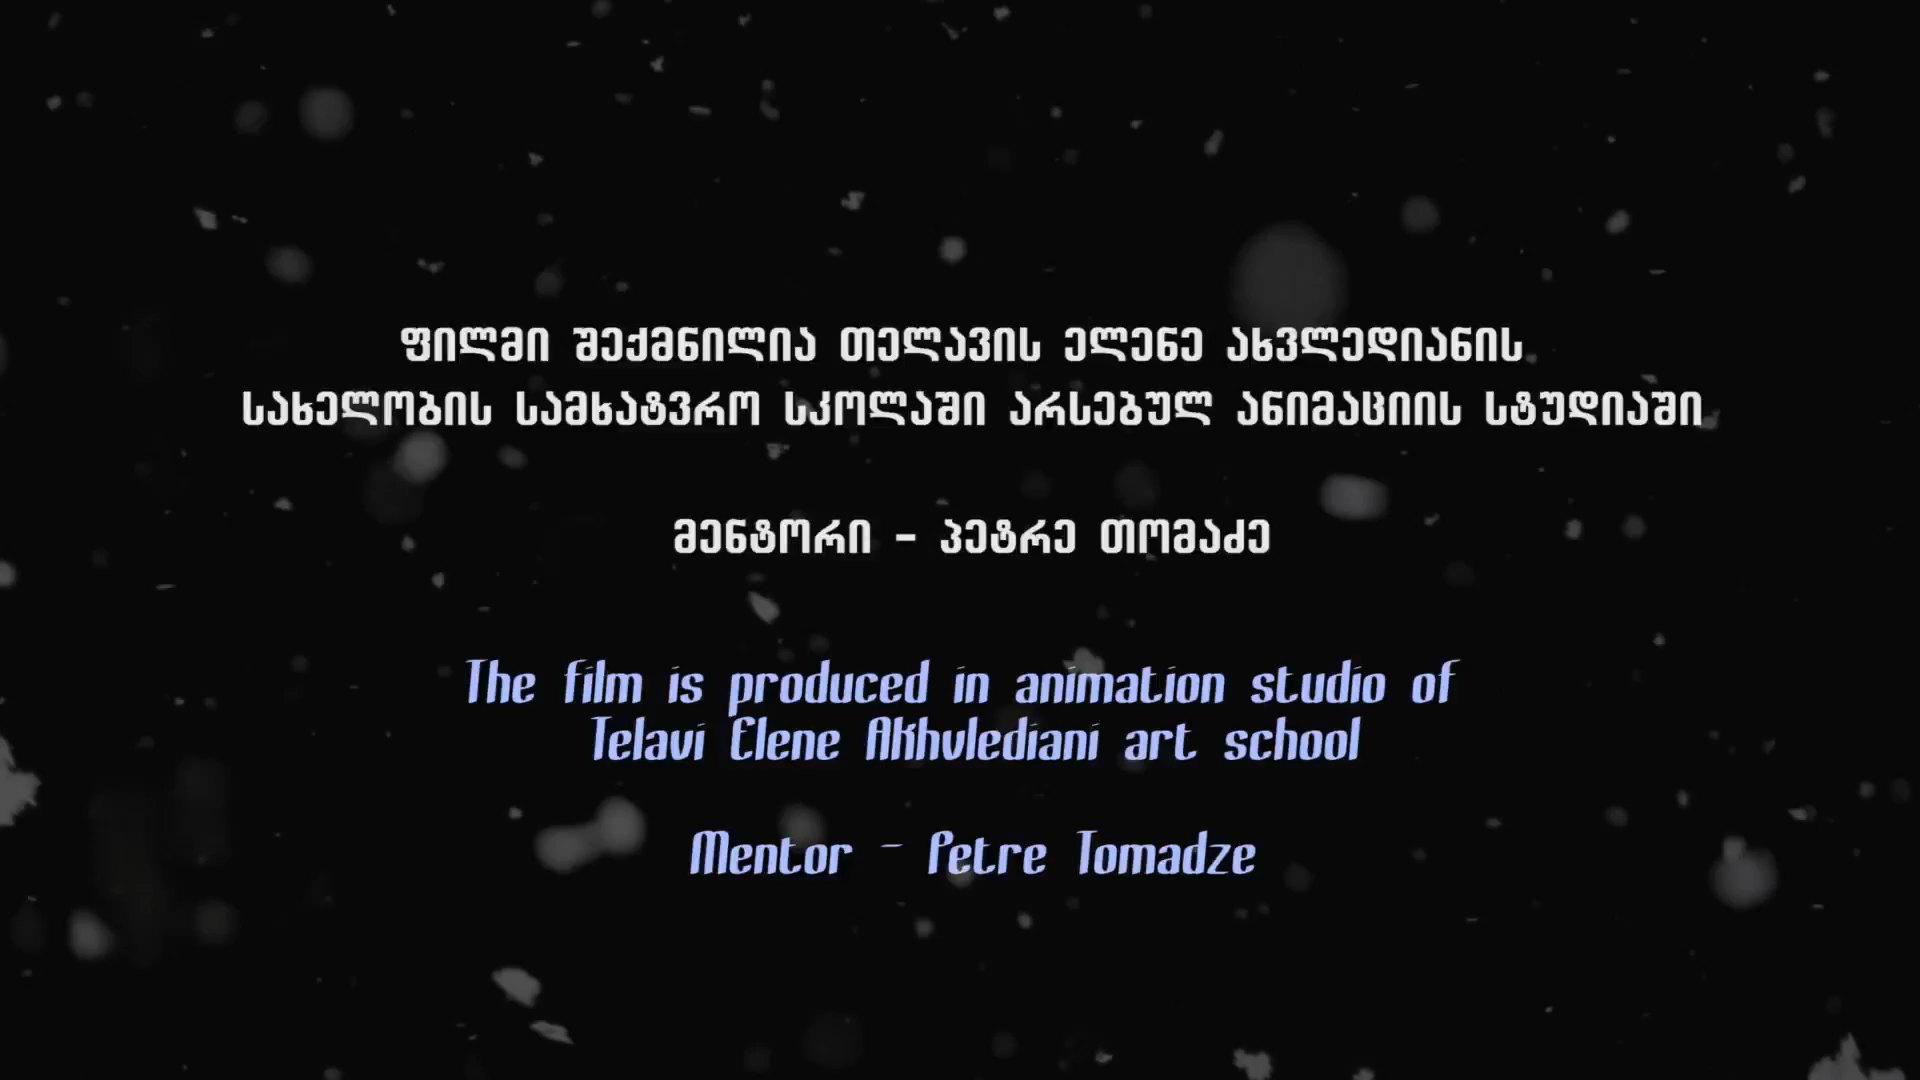 ფილმი შექმნილია თელავის ელენე ახვლედიანის
სახელობის სამხატვრო სკოლაში არსებულ ანიმაციის სტუდიაში
მენტორი - პეტრე თომაძე
The film is produced in animation studio of
Telavi Elene Akhvlediani art school
Mentor - Petre Tomadze